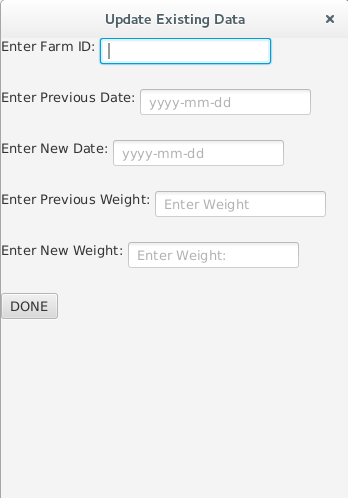 Update Existing Data ×
Enter Farm ID:
Enter Previous Date: yyyy-mm-dd
Enter New Date: yyyy-mm-dd
Enter Previous Weight: Enter Weight
Enter New Weight: Enter Weight:
DONE